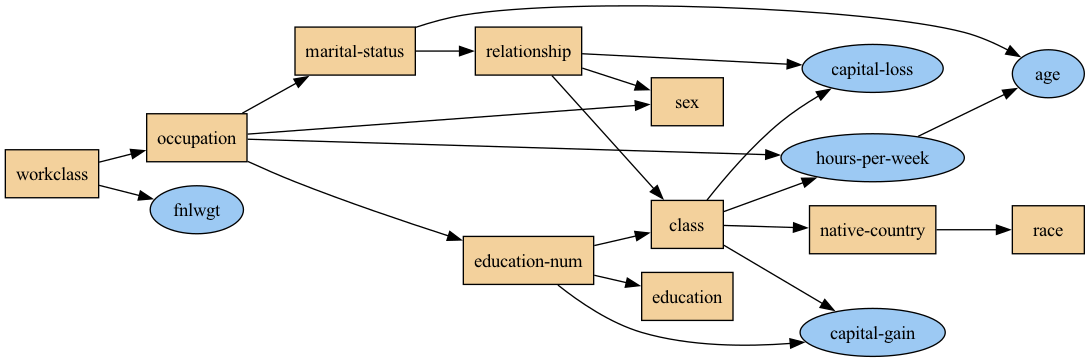 marital-status
relationship
capital-loss
age
sex
occupation
hours-per-week
workclass
fnlwgt
class
native-country
race
education-num
education
capital-gain